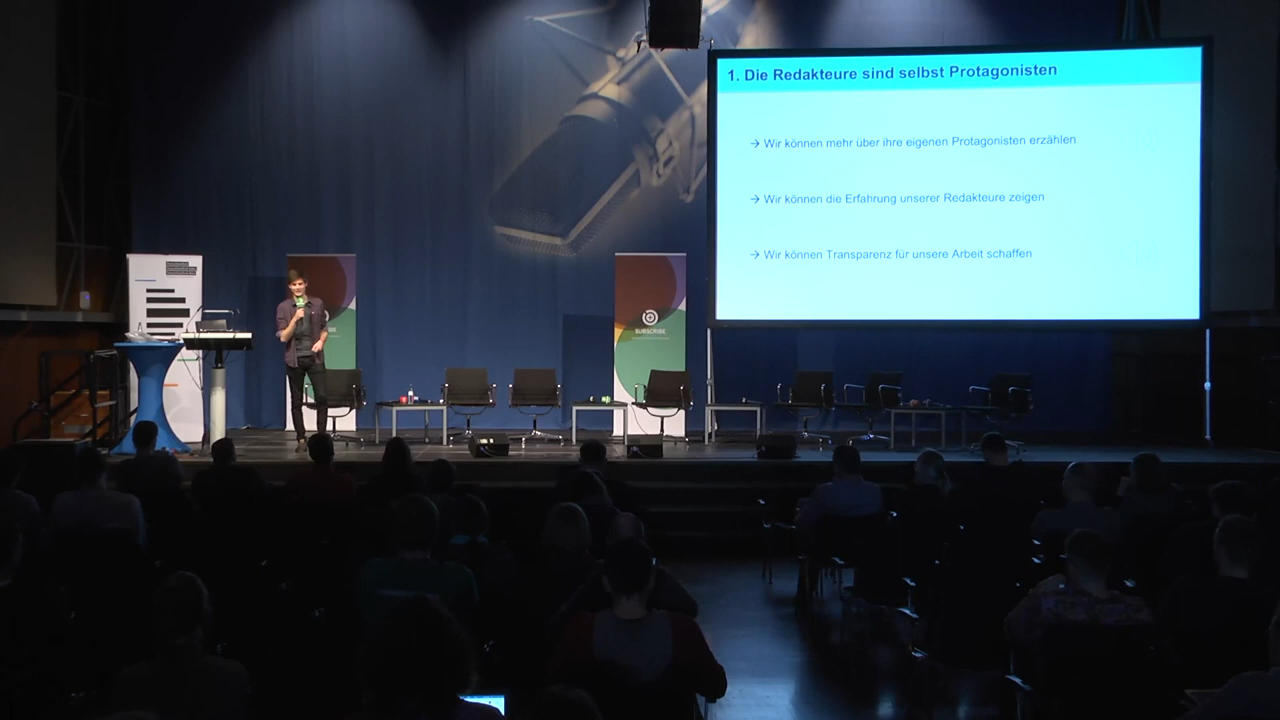 1. Die Redakteure sind selbst Protagonisten
→ Wir können mehr über ihre eigenen Protagonisten erzählen
→ Wir können die Erfahrung unserer Redakteure zeigen
→ Wir können Transparenz für unsere Arbeit schaffen
SUBSCRIBE